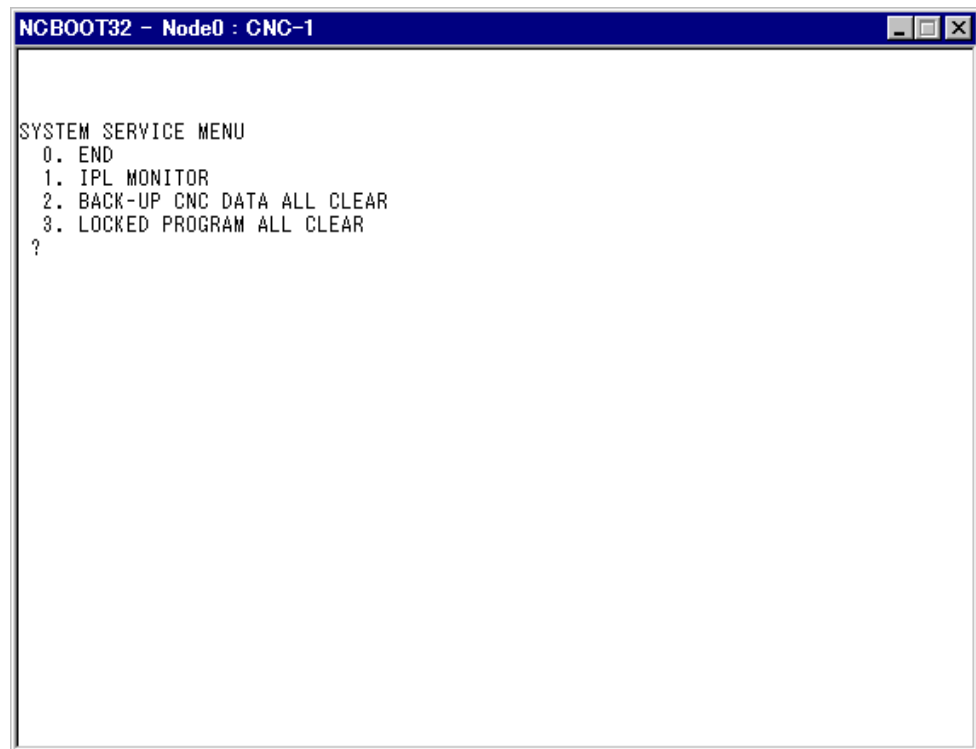 NCBOOT32 - Node0 : CNC-1
SYSTEM SERVICE MENU
0. END
1. IPL MONITOR
2. BACK-UP CNC DATA ALL CLEAR
3. LOCKED PROGRAM ALL CLEAR
?